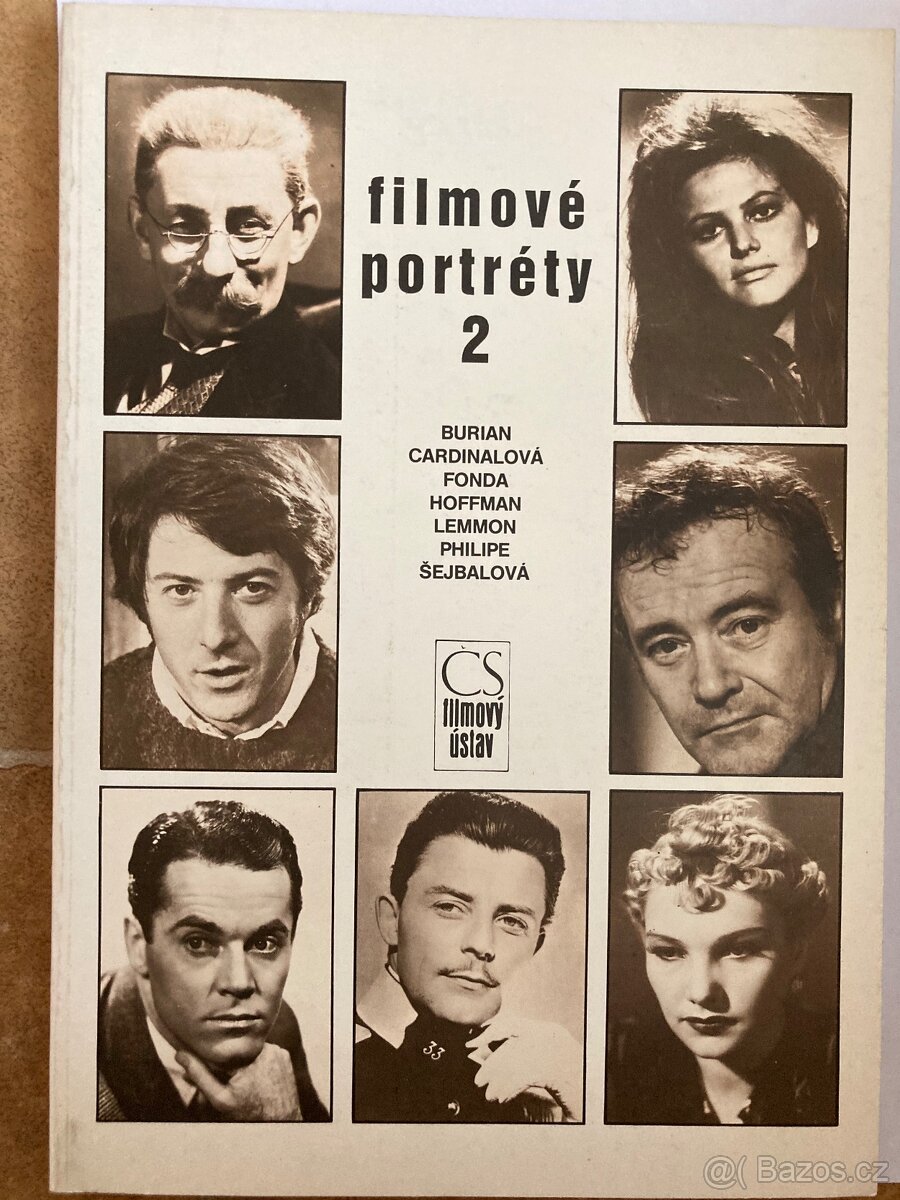 filmové
portréty
2
BURIAN
CARDINALOVÁ
FONDA
HOFFMAN
LEMMON
PHILIPE
ŠEJBALOVÁ
ČS
filmový
ústav
33
@( Bazos.cz